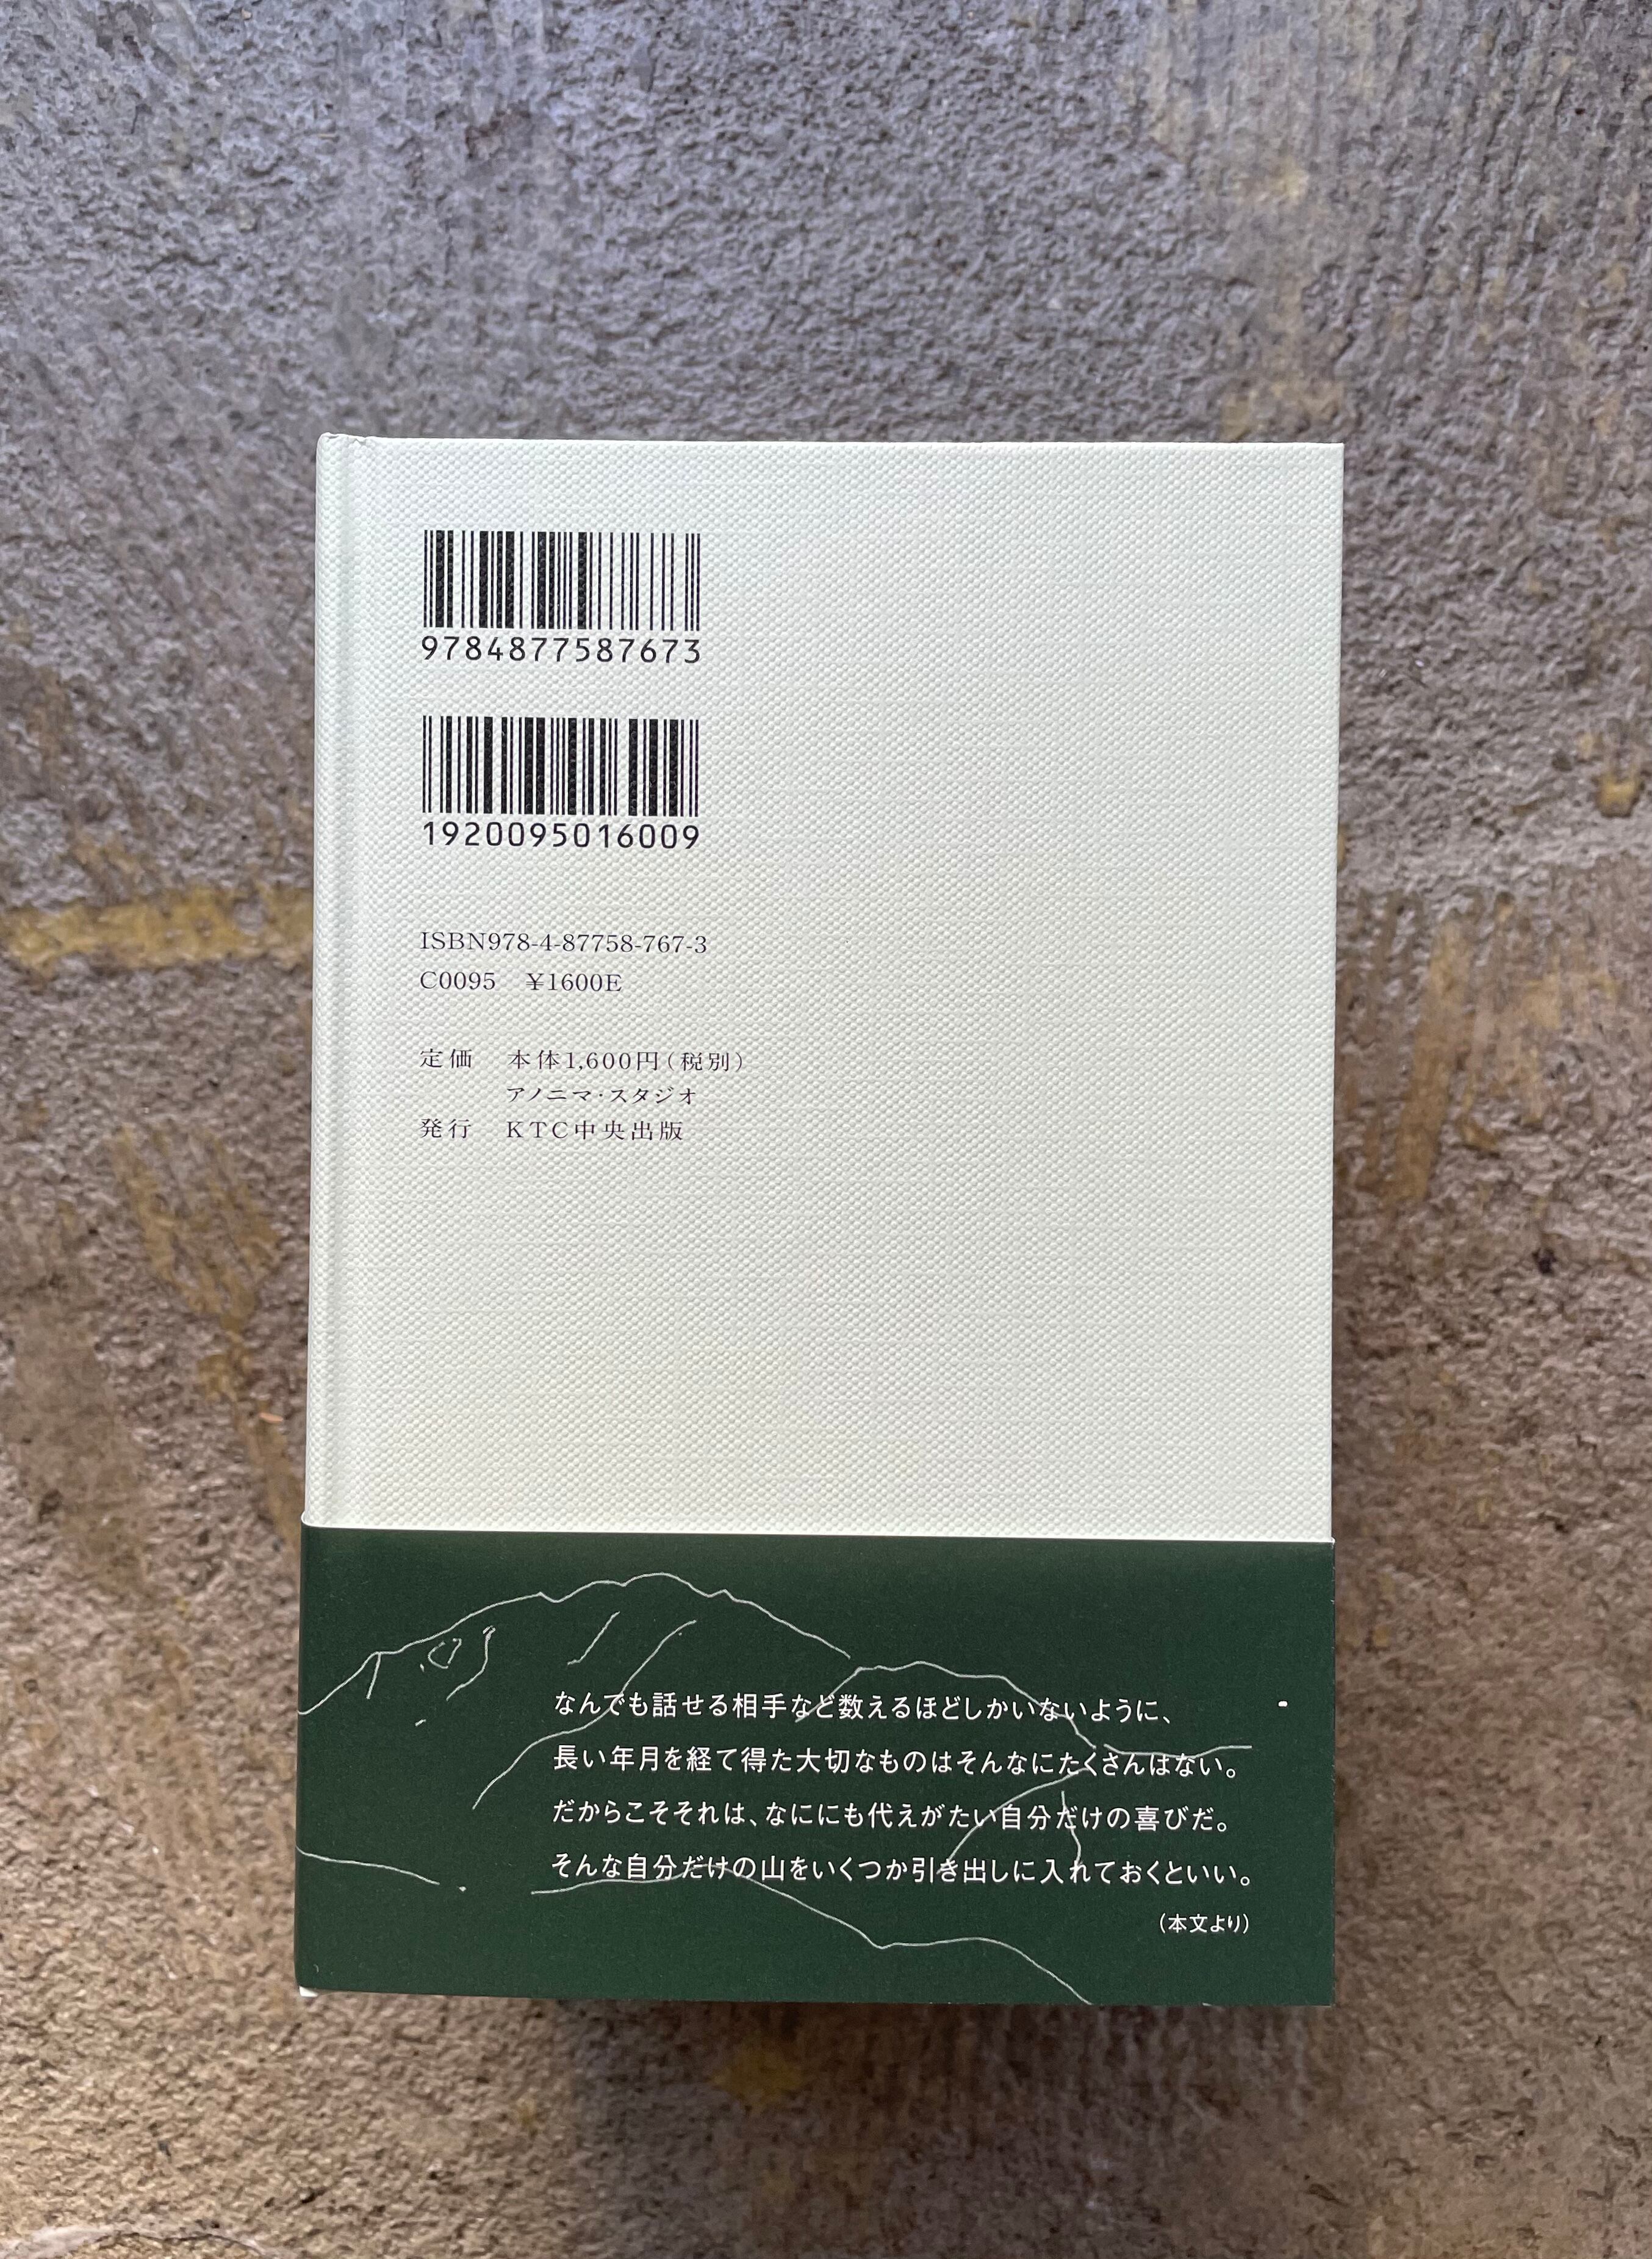 9784877587673
1920095016009
ISBN978-4-87758-767-3
C0095 ¥1600E
定価 本体1,600円(税別)
アノニマ・スタジオ
発行 KTC中央出版
なんでも話せる相手など数えるほどしかいないように、
長い年月を経て得た大切なものはそんなにたくさんはない。
だからこそそれは、なににも代えがたい自分だけの喜びだ。
そんな自分だけの山をいくつか引き出しに入れておくといい。
(本文より)